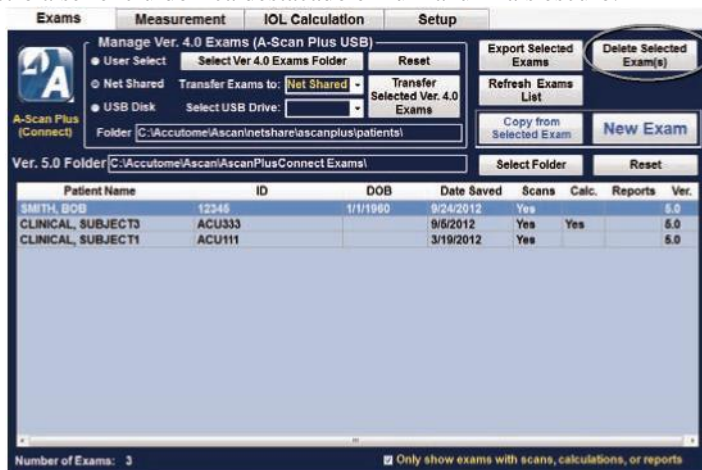 Exams Measurement IOL Calculation Setup
Manage Ver. 4.0 Exams (A-Scan Plus USB)
User Select Select Ver 4.0 Exams Folder Reset
Net Shared Transfer Exams to: Net Shared Transfer Selected Ver. 4.0 Exams
USB Disk Select USB Drive:
Folder C:\Accutome\Ascan\netshare\ascanplus\patients\
A-Scan Plus
(Connect)
Export Selected
Exams
Delete Selected
Exam(s)
Refresh Exams
List
Copy from
Selected Exam
New Exam
Ver. 5.0 Folder C:\Accutome\Ascan\AscanPlusConnect Exams\ Select Folder Reset
Patient Name ID DOB Date Saved Scans Calc. Reports Ver.
SMITH, BOB 12345 1/1/1960 9/24/2012 Yes 5.0
CLINICAL, SUBJECT3 ACU333 9/5/2012 Yes Yes 5.0
CLINICAL, SUBJECT1 ACU111 3/19/2012 Yes 5.0
Number of Exams: 3 Only show exams with scans, calculations, or reports